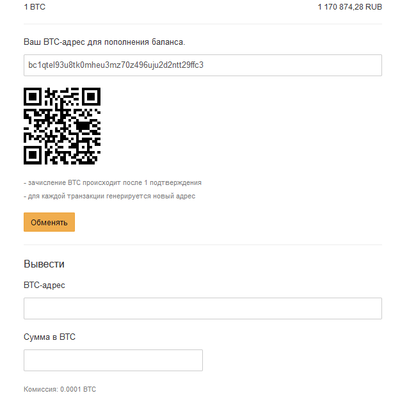 1 BTC 1 170 874,28 RUB
Ваш BTC-адрес для пополнения баланса.
bc1qtel93u8tk0mheu3mz70z496uju2d2ntt29ffc3
- зачисление BTC происходит после 1 подтверждения
- для каждой транзакции генерируется новый адрес
Обменять
Вывести
BTC-адрес
Сумма в BTC
Комиссия: 0.0001 BTC